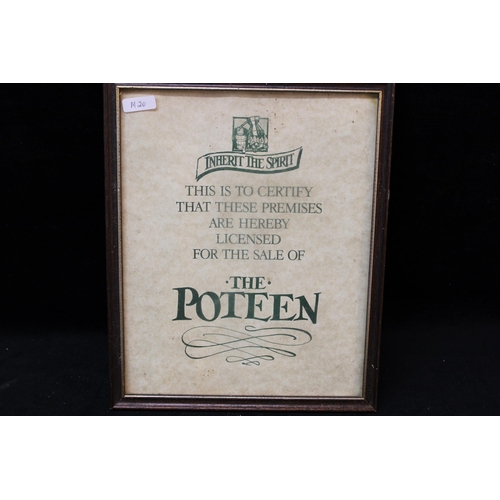 M20
INHERIT THE SPIRIT
THIS IS TO CERTIFY
THAT THESE PREMISES
ARE HEREBY
LICENSED
FOR THE SALE OF
·THE·
POTEEN